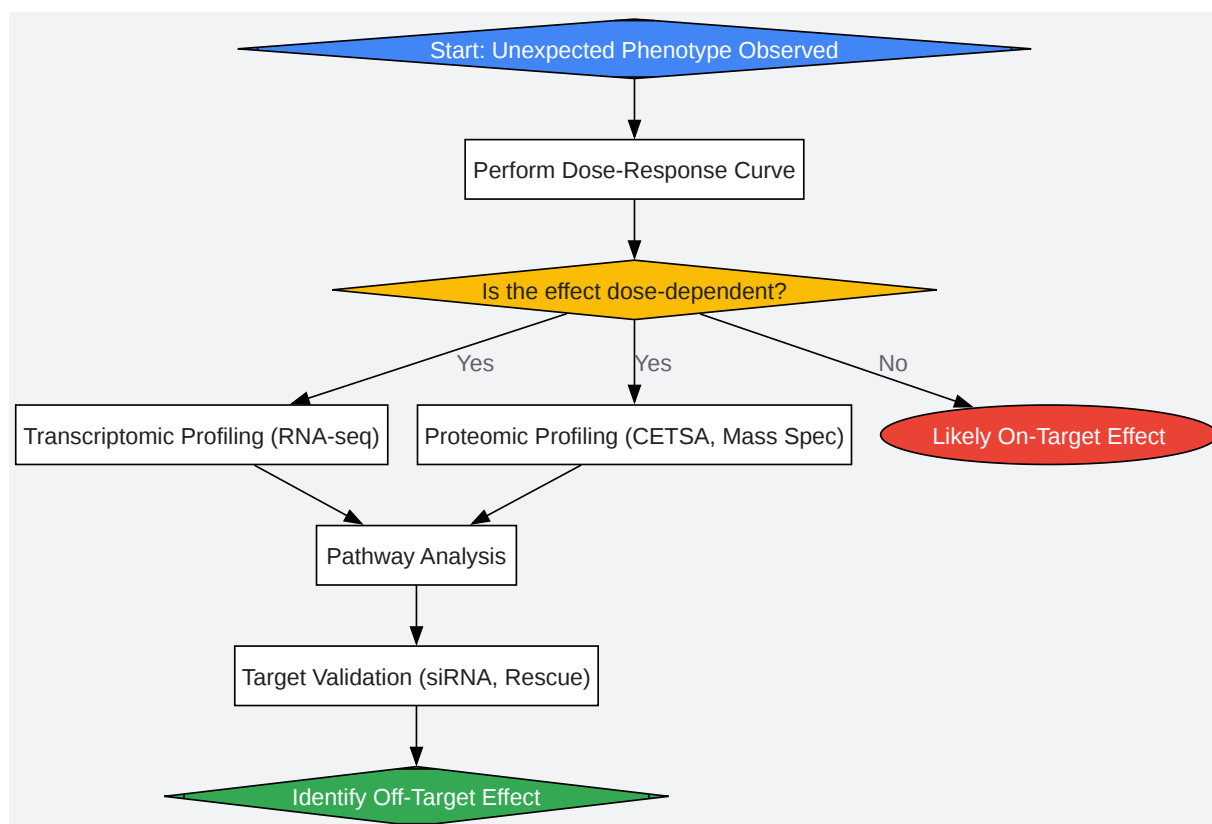 Start: Unexpected Phenotype Observed
Perform Dose-Response Curve
Is the effect dose-dependent?
Yes
Yes
No
Transcriptomic Profiling (RNA-seq)
Proteomic Profiling (CETSA, Mass Spec)
Likely On-Target Effect
Pathway Analysis
Target Validation (siRNA, Rescue)
Identify Off-Target Effect